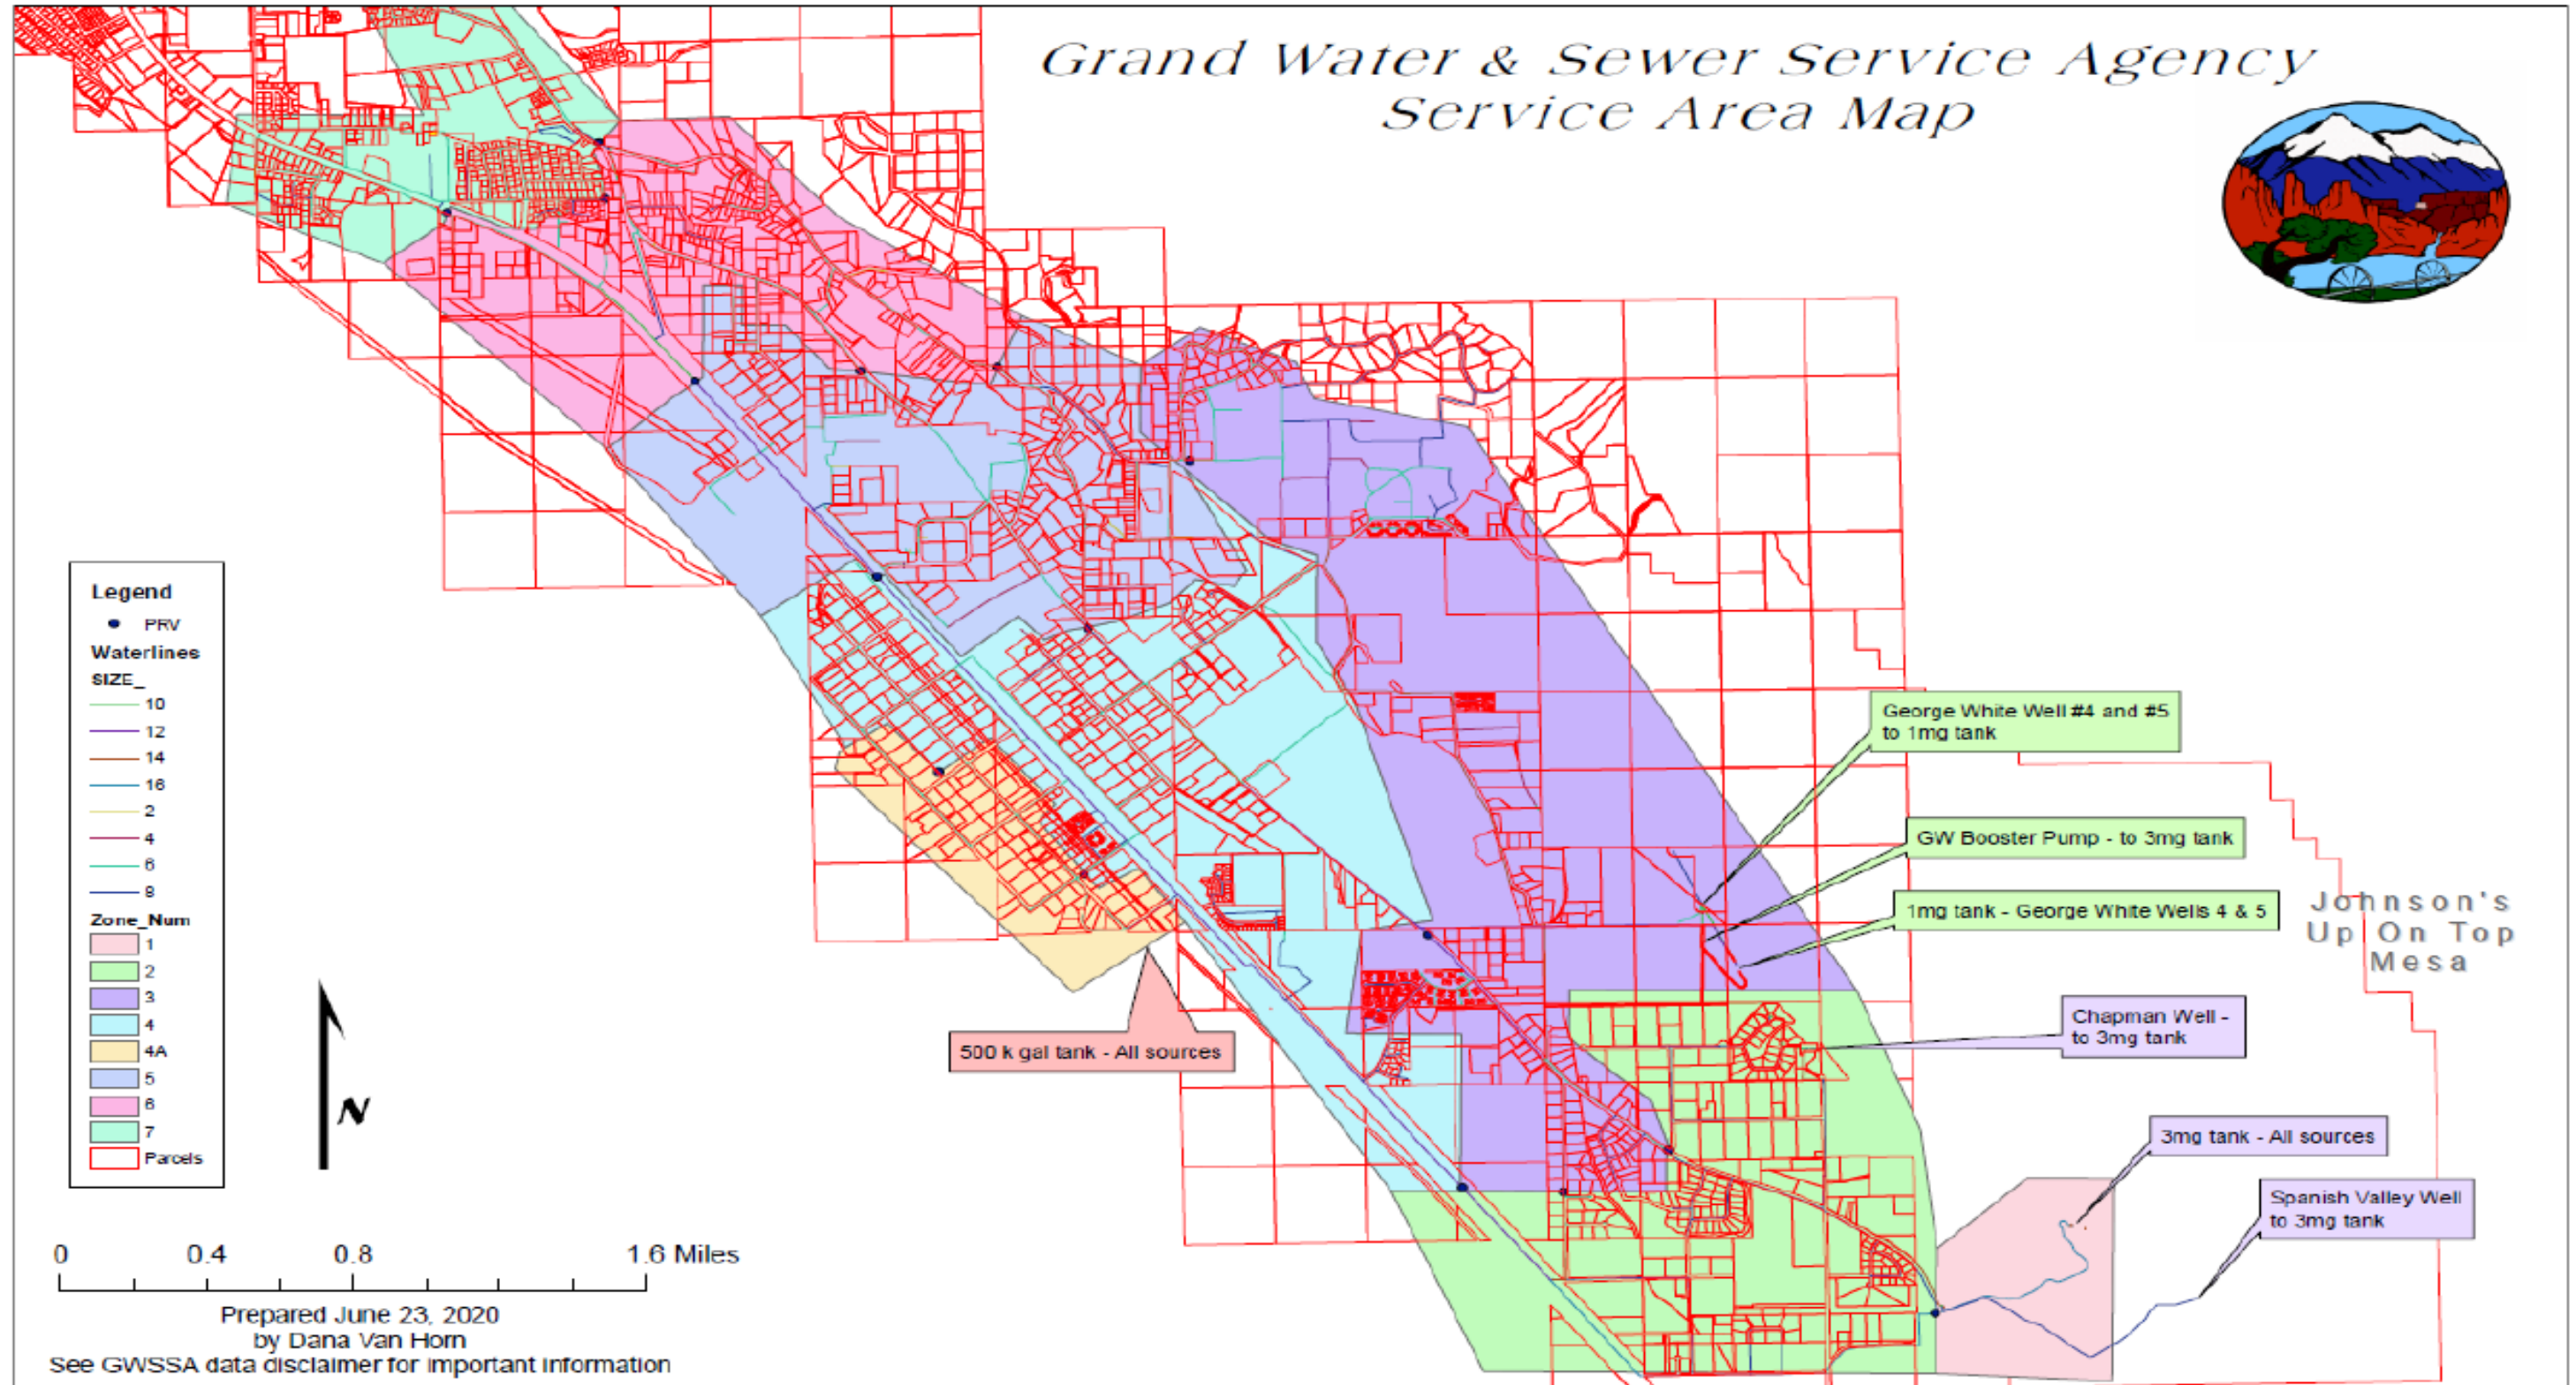 Grand Water & Sewer Service Agency
Service Area Map
Legend
PRV
Waterlines
SIZE_
10
12
14
16
2
4
6
8
Zone_Num
1
2
3
4
4A
5
6
7
Parcels
N
0 0.4 0.8 1.6 Miles
Prepared June 23, 2020
by Dana Van Horn
See GWSSA data disclaimer for important information
George White Well #4 and #5
to 1mg tank
GW Booster Pump - to 3mg tank
1mg tank - George White Wells 4 & 5
Johnson's
Up On Top
Mesa
500 k gal tank - All sources
Chapman Well -
to 3mg tank
3mg tank - All sources
Spanish Valley Well
to 3mg tank